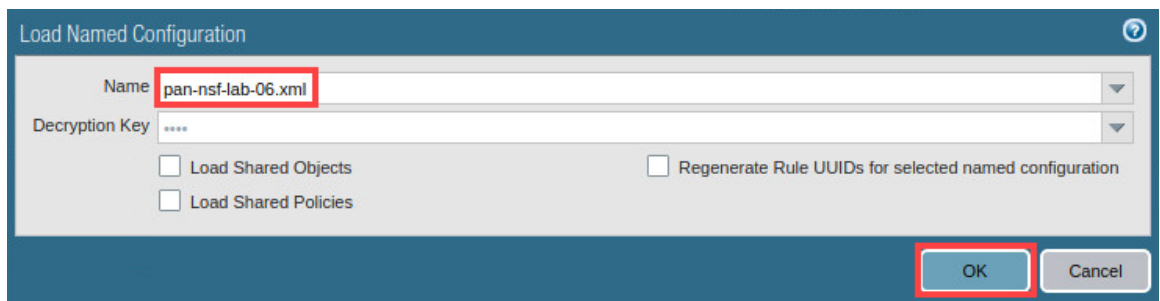 Load Named Configuration
Name pan-nsf-lab-06.xml
Decryption Key ••••
Load Shared Objects Regenerate Rule UUIDs for selected named configuration
Load Shared Policies
OK Cancel